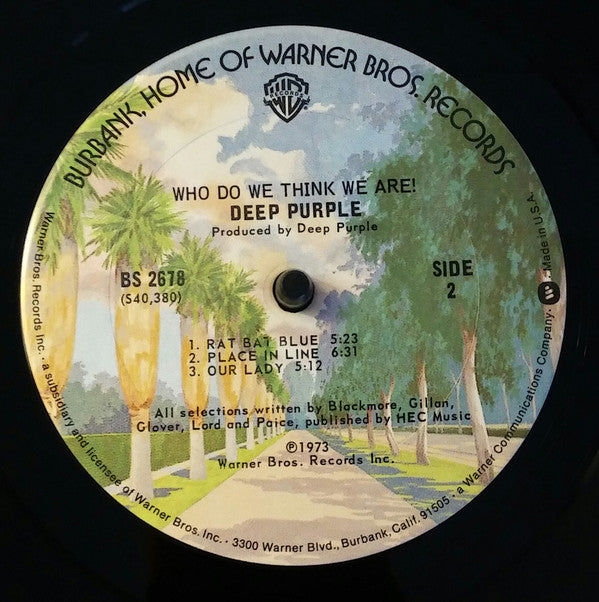 BURBANK, HOME OF WARNER BROS. RECORDS
RECORDS
WHO DO WE THINK WE ARE!
DEEP PURPLE
Produced by Deep Purple
BS 2678
(S40,389)
SIDE
2
1. RAT BAT BLUE 5:23
2. PLACE IN LINE 6:31
3. OUR LADY 5:12
All selections written by Blackmore, Gillan,
Glover, Lord and Paice, published by HEC Music
Ⓟ1973
Warner Bros. Records Inc.
Warner Bros. Records Inc. · a subsidiary and licensee of Warner Bros. Inc. · 3300 Warner Blvd., Burbank, Calif. 91505 · a Warner Communications Company. · Made in U.S.A.